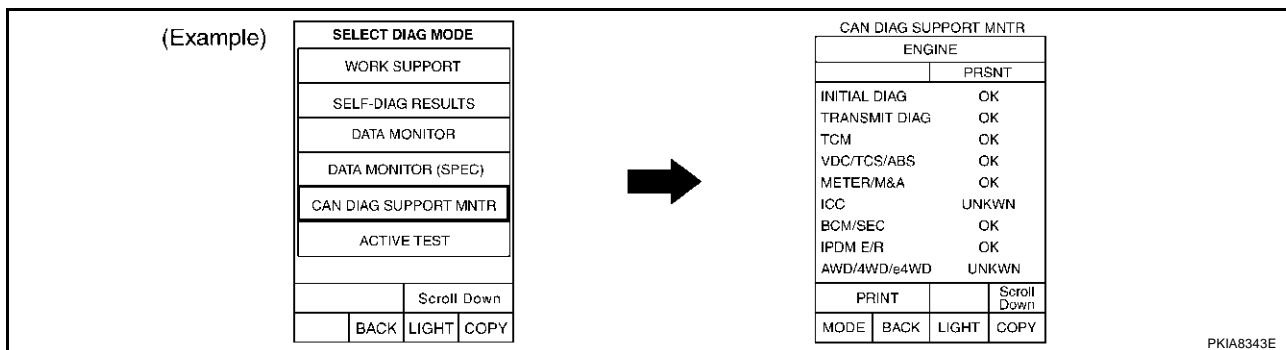 (Example)
SELECT DIAG MODE
WORK SUPPORT
SELF-DIAG RESULTS
DATA MONITOR
DATA MONITOR (SPEC)
CAN DIAG SUPPORT MNTR
ACTIVE TEST
Scroll Down
BACK LIGHT COPY
CAN DIAG SUPPORT MNTR
ENGINE
PRSNT
INITIAL DIAG OK
TRANSMIT DIAG OK
TCM OK
VDC/TCS/ABS OK
METER/M&A OK
ICC UNKWN
BCM/SEC OK
IPDM E/R OK
AWD/4WD/e4WD UNKWN
PRINT Scroll
Down
MODE BACK LIGHT COPY
PKIA8343E